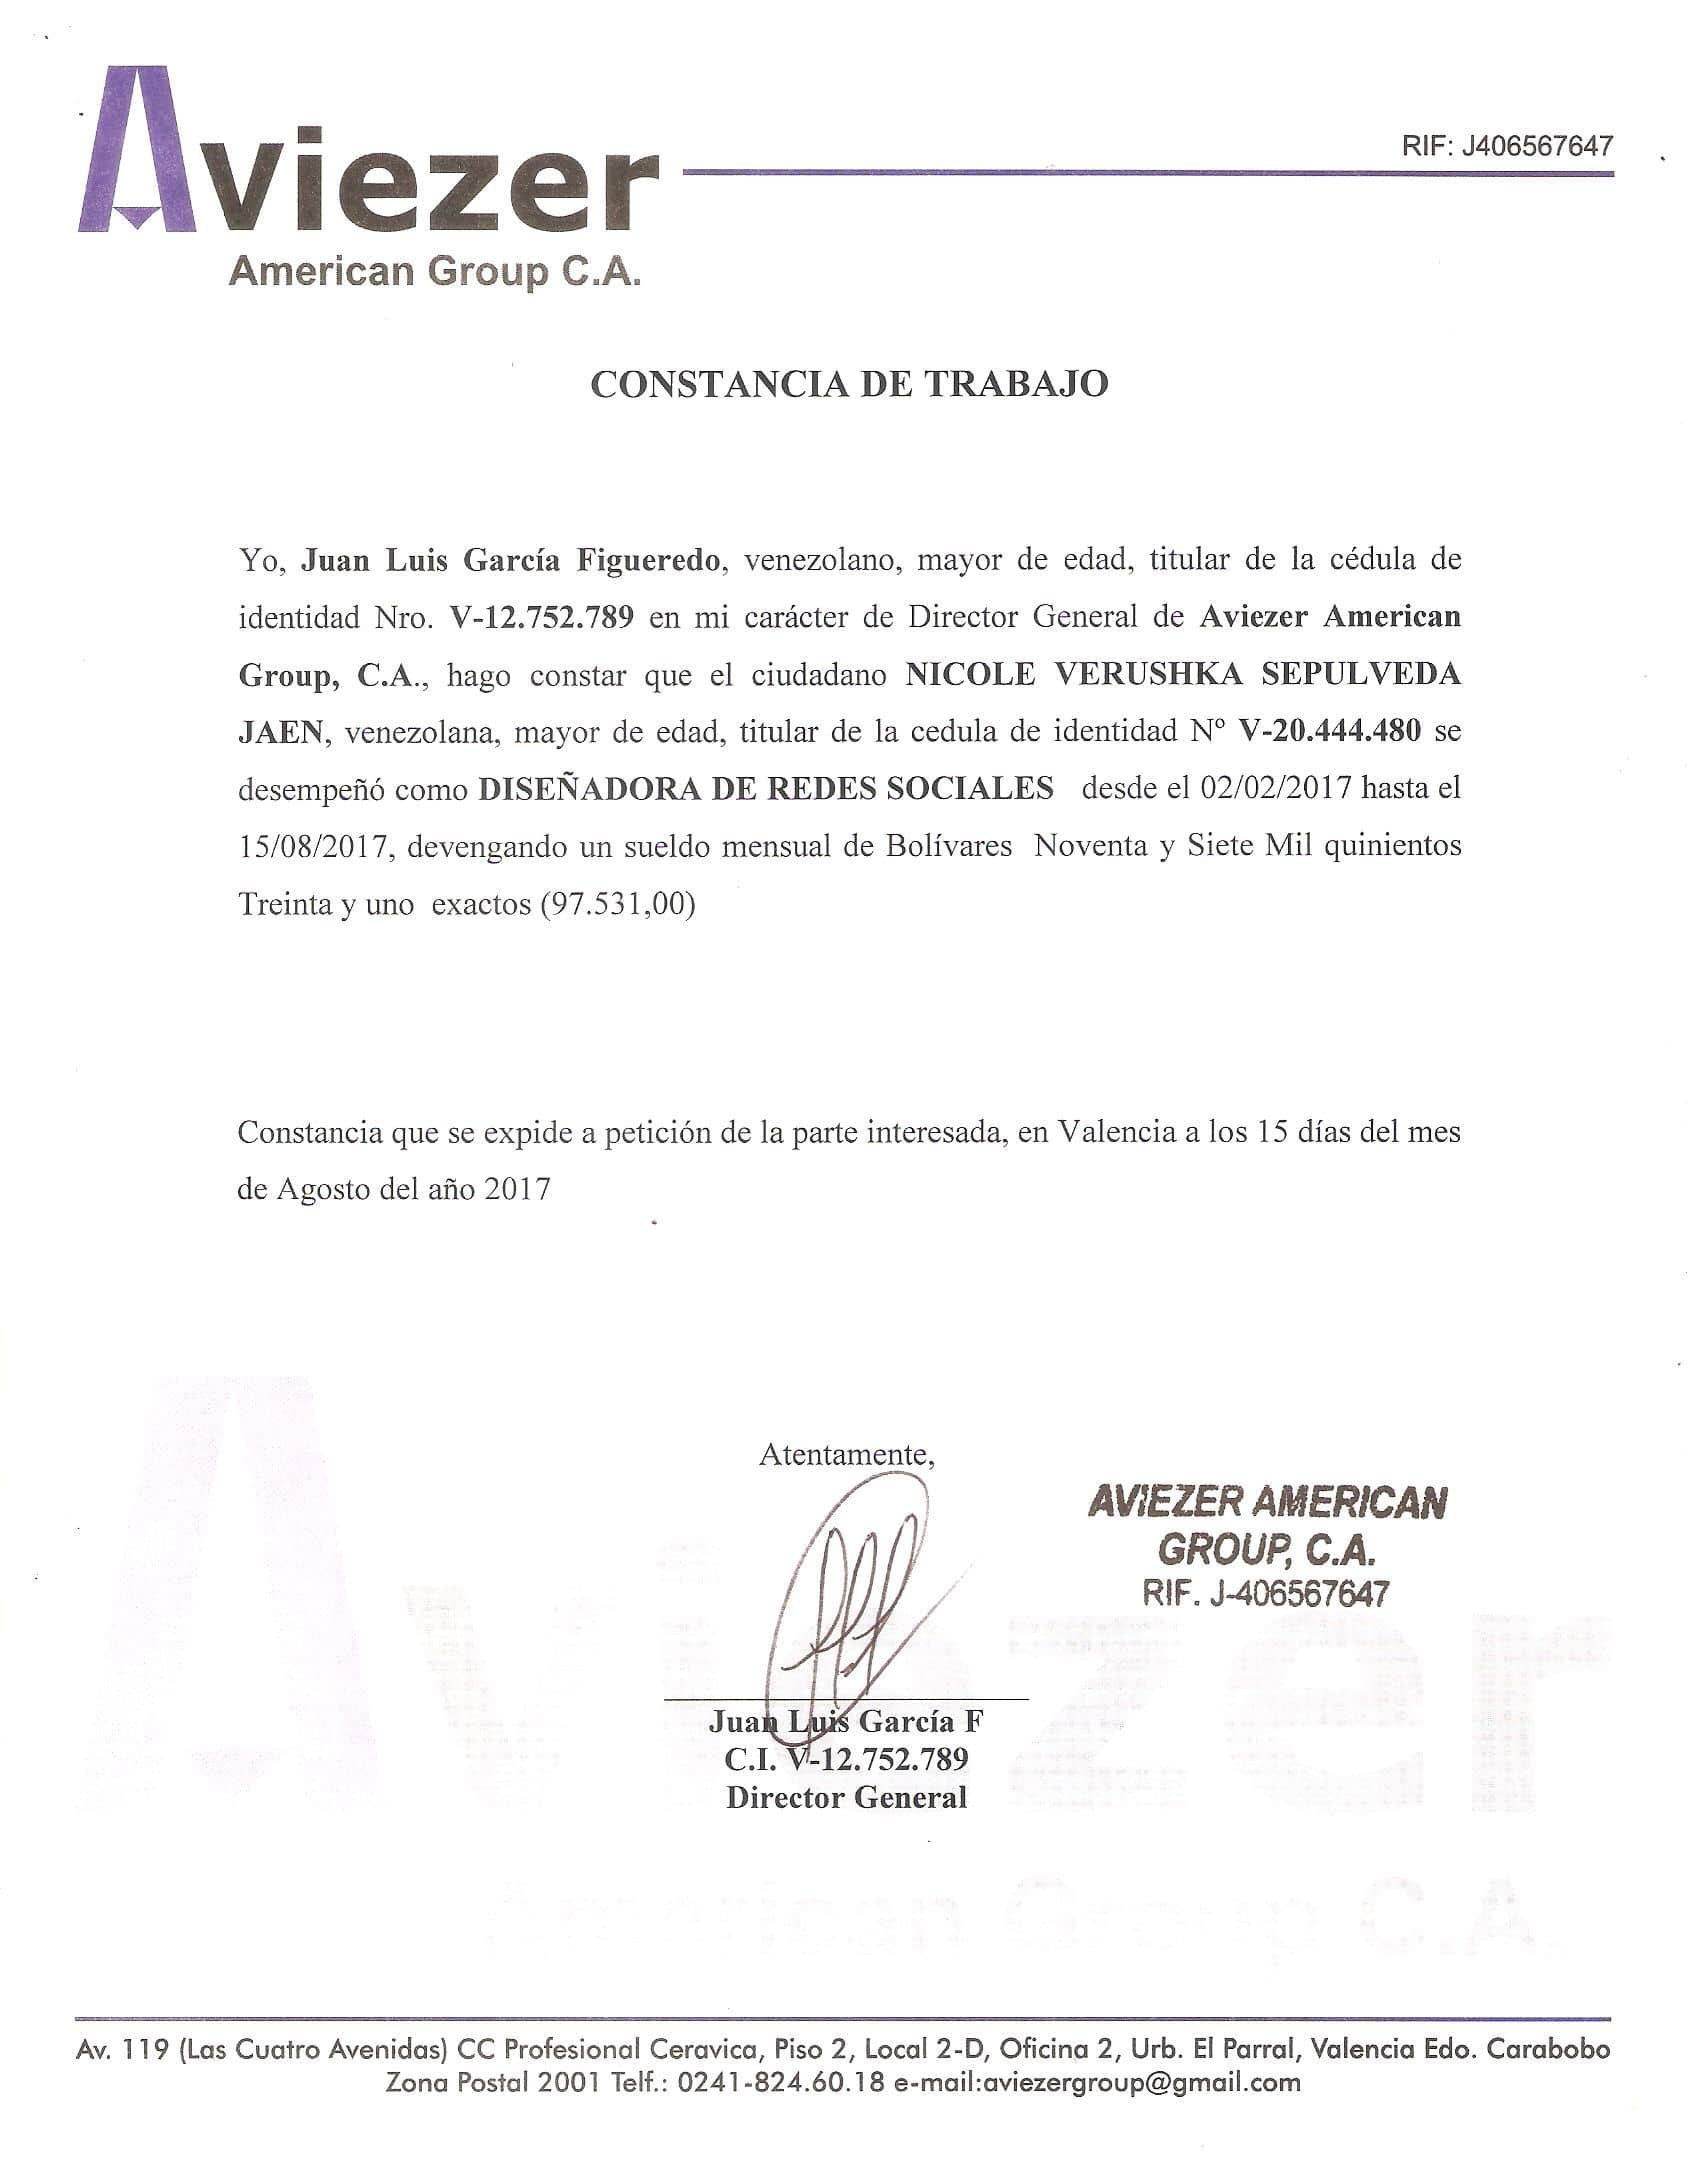 Aviezer
American Group C.A.
RIF: J406567647
CONSTANCIA DE TRABAJO
Yo, Juan Luis García Figueredo, venezolano, mayor de edad, titular de la cédula de
identidad Nro. V-12.752.789 en mi carácter de Director General de Aviezer American
Group, C.A., hago constar que el ciudadano NICOLE VERUSHKA SEPULVEDA
JAEN, venezolana, mayor de edad, titular de la cedula de identidad Nº V-20.444.480 se
desempeñó como DISEÑADORA DE REDES SOCIALES desde el 02/02/2017 hasta el
15/08/2017, devengando un sueldo mensual de Bolívares Noventa y Siete Mil quinientos
Treinta y uno exactos (97.531,00)
Constancia que se expide a petición de la parte interesada, en Valencia a los 15 días del mes
de Agosto del año 2017
Atentamente,
AVIEZER AMERICAN
GROUP, C.A.
RIF. J-406567647
Juan Luis García F
C.I. V-12.752.789
Director General
Aviezer
American Group C.A.
Av. 119 (Las Cuatro Avenidas) CC Profesional Ceravica, Piso 2, Local 2-D, Oficina 2, Urb. El Parral, Valencia Edo. Carabobo
Zona Postal 2001 Telf.: 0241-824.60.18 e-mail:aviezergroup@gmail.com